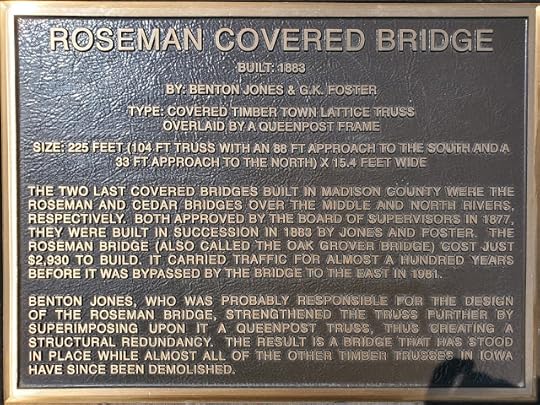 ROSEMAN COVERED BRIDGE
BUILT: 1883
BY: BENTON JONES & G.K. FOSTER
TYPE: COVERED TIMBER TOWN LATTICE TRUSS
OVERLAID BY A QUEENPOST FRAME
SIZE: 225 FEET (104 FT TRUSS WITH AN 88 FT APPROACH TO THE SOUTH AND A
33 FT APPROACH TO THE NORTH) X 15.4 FEET WIDE
THE TWO LAST COVERED BRIDGES BUILT IN MADISON COUNTY WERE THE
ROSEMAN AND CEDAR BRIDGES OVER THE MIDDLE AND NORTH RIVERS,
RESPECTIVELY. BOTH APPROVED BY THE BOARD OF SUPERVISORS IN 1877,
THEY WERE BUILT IN SUCCESSION IN 1883 BY JONES AND FOSTER. THE
ROSEMAN BRIDGE (ALSO CALLED THE OAK GROVER BRIDGE) COST JUST
$2,930 TO BUILD. IT CARRIED TRAFFIC FOR ALMOST A HUNDRED YEARS
BEFORE IT WAS BYPASSED BY THE BRIDGE TO THE EAST IN 1981.
BENTON JONES, WHO WAS PROBABLY RESPONSIBLE FOR THE DESIGN
OF THE ROSEMAN BRIDGE, STRENGTHENED THE TRUSS FURTHER BY
SUPERIMPOSING UPON IT A QUEENPOST TRUSS, THUS CREATING A
STRUCTURAL REDUNDANCY. THE RESULT IS A BRIDGE THAT HAS STOOD
IN PLACE WHILE ALMOST ALL OF THE OTHER TIMBER TRUSSES IN IOWA
HAVE SINCE BEEN DEMOLISHED.